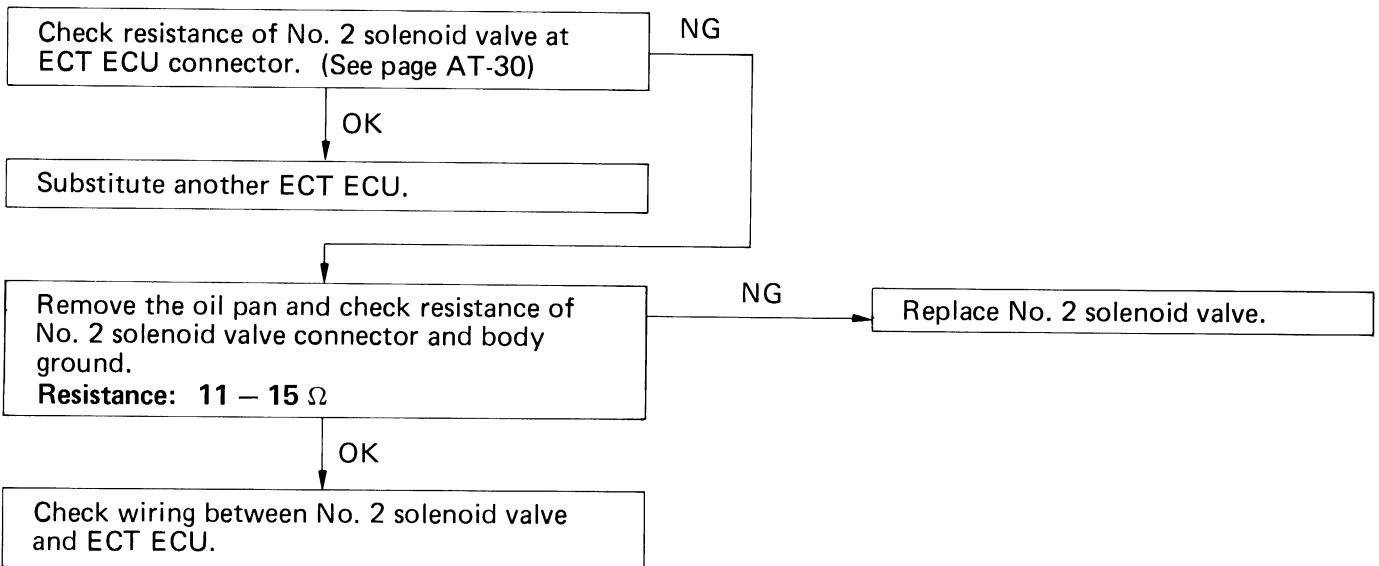 Check resistance of No. 2 solenoid valve at
ECT ECU connector. (See page AT-30)
NG
OK
Substitute another ECT ECU.
Remove the oil pan and check resistance of
No. 2 solenoid valve connector and body
ground.
Resistance: 11 – 15 Ω
NG
Replace No. 2 solenoid valve.
OK
Check wiring between No. 2 solenoid valve
and ECT ECU.